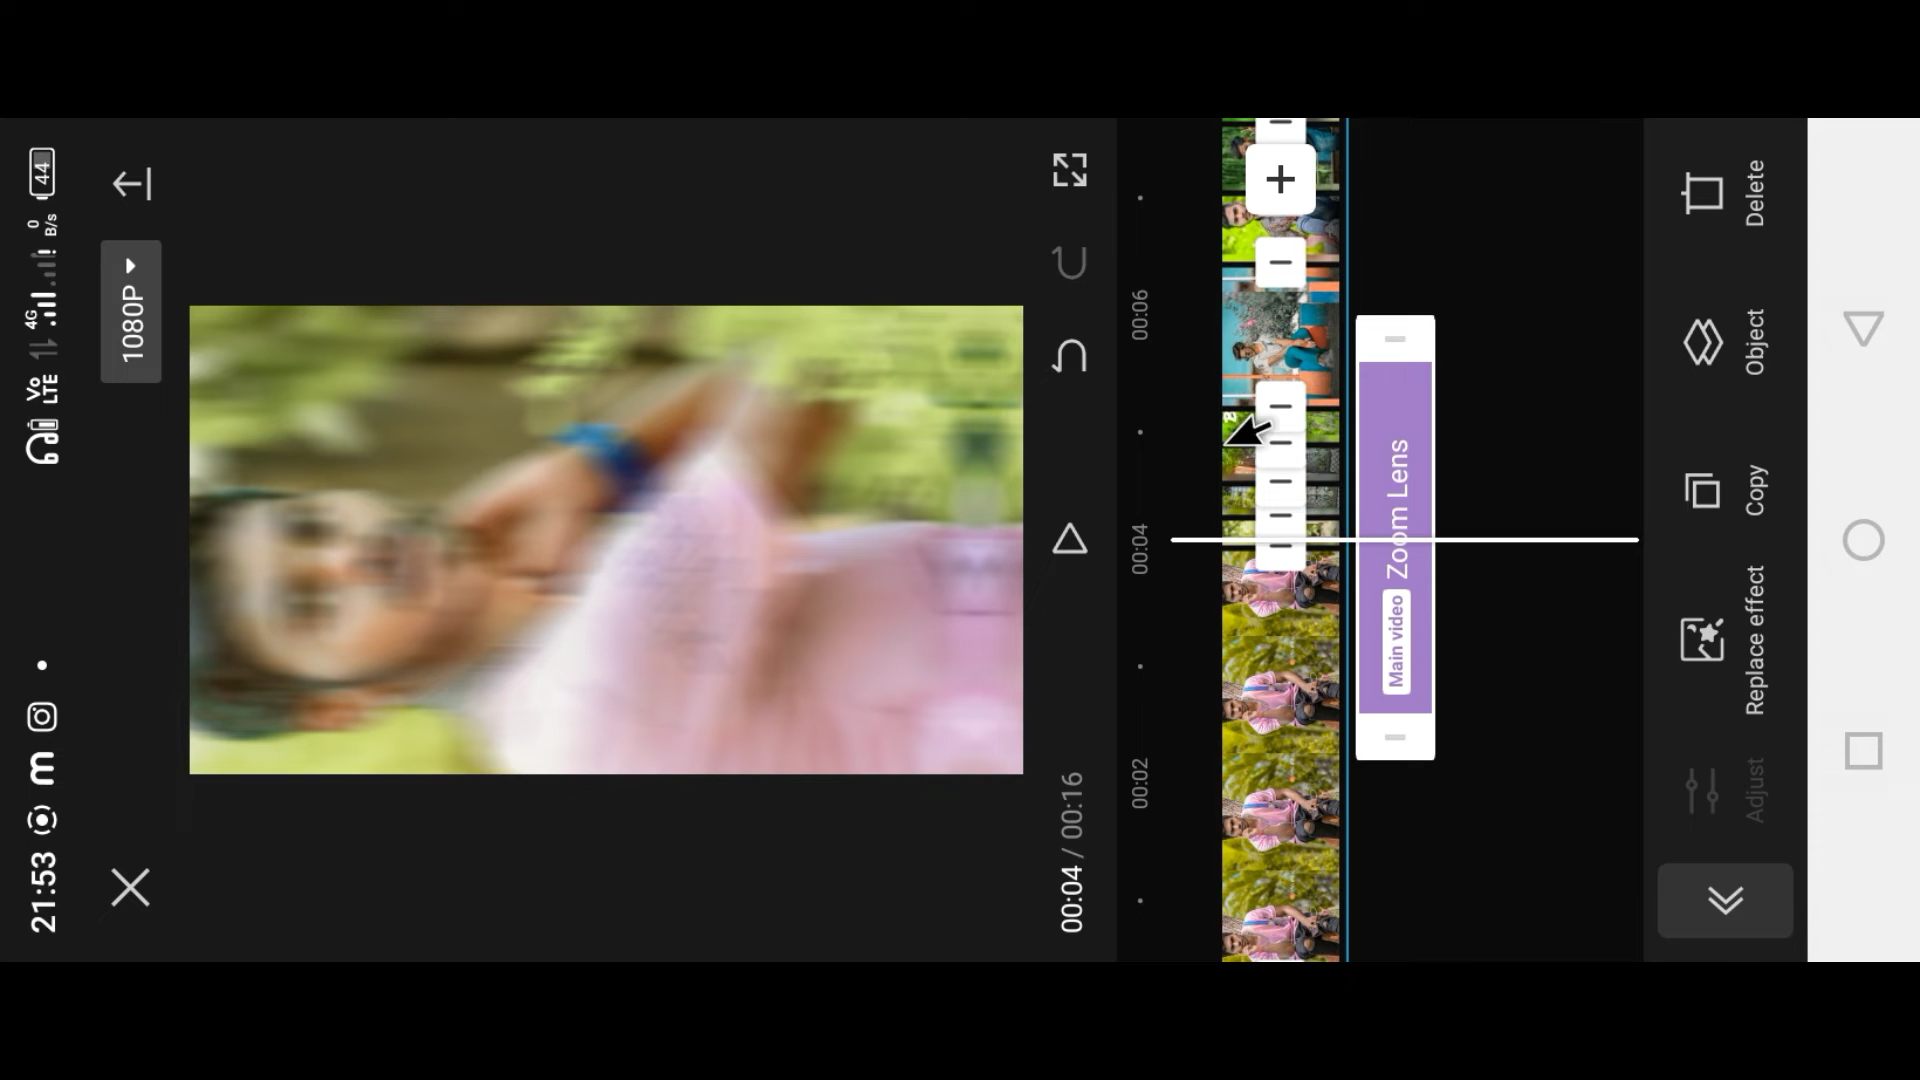 21:53
m
Vo LTE
4G
0 B/s
44
1080P
00:04 / 00:16
00:02
00:04
00:06
Main video Zoom Lens
Adjust
Replace effect
Copy
Object
Delete